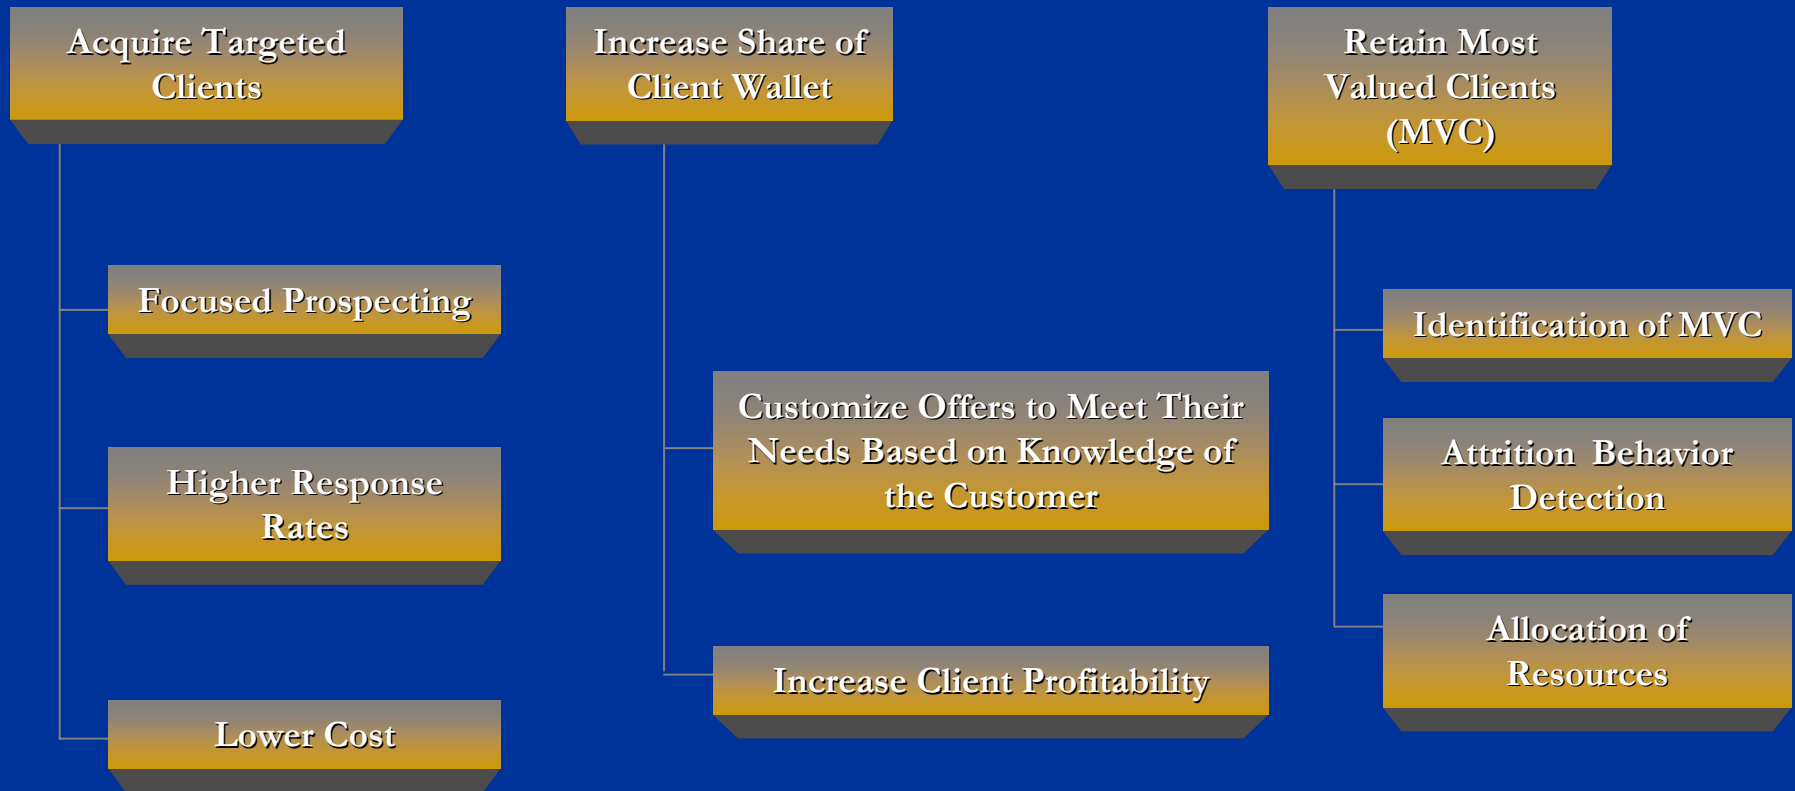 Acquire Targeted
Clients
Focused Prospecting
Higher Response
Rates
Lower Cost
Increase Share of
Client Wallet
Customize Offers to Meet Their
Needs Based on Knowledge of
the Customer
Increase Client Profitability
Retain Most
Valued Clients
(MVC)
Identification of MVC
Attrition Behavior
Detection
Allocation of
Resources